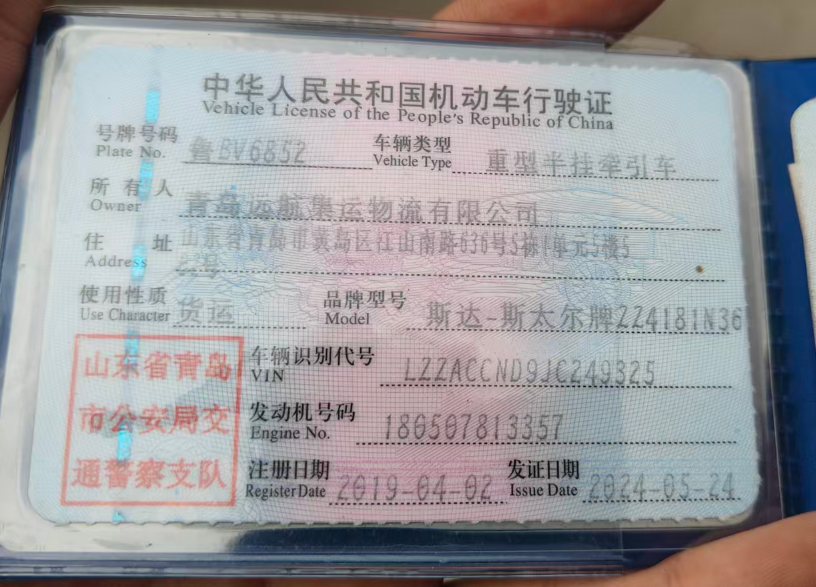 中华人民共和国机动车行驶证
Vehicle License of the People's Republic of China
号牌号码 鲁BV6852 车辆类型 重型半挂牵引车
Plate No. Vehicle Type
所有人 青岛远航集运物流有限公司
Owner
住址 山东省青岛市黄岛区江山南路636号5栋1单元5楼5
Address
使用性质 货运 品牌型号 斯达-斯太尔牌ZZ4181N36
Use Character Model
山东省青岛
市公安局交
通警察支队
车辆识别代号 LZZACCND9JC249325
VIN
发动机号码 180507813357
Engine No.
注册日期 2019-04-02 发证日期 2024-05-24
Register Date Issue Date